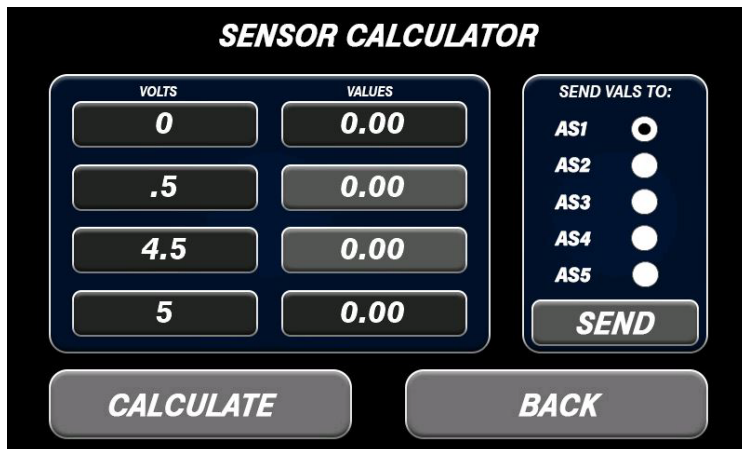 SENSOR CALCULATOR
VOLTS VALUES
0 0.00
.5 0.00
4.5 0.00
5 0.00
SEND VALS TO:
AS1
AS2
AS3
AS4
AS5
SEND
CALCULATE BACK